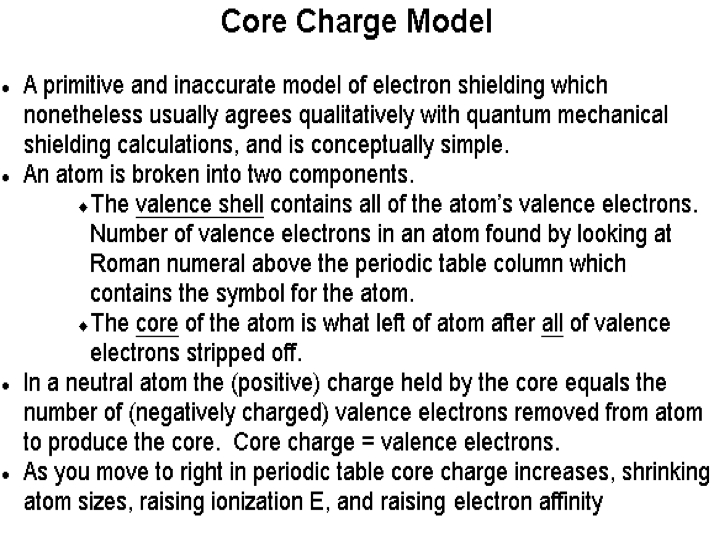 Core Charge Model
• A primitive and inaccurate model of electron shielding which
nonetheless usually agrees qualitatively with quantum mechanical
shielding calculations, and is conceptually simple.
• An atom is broken into two components.
♦The valence shell contains all of the atom's valence electrons.
Number of valence electrons in an atom found by looking at
Roman numeral above the periodic table column which
contains the symbol for the atom.
♦The core of the atom is what left of atom after all of valence
electrons stripped off.
• In a neutral atom the (positive) charge held by the core equals the
number of (negatively charged) valence electrons removed from atom
to produce the core.  Core charge = valence electrons.
• As you move to right in periodic table core charge increases, shrinking
atom sizes, raising ionization E, and raising electron affinity